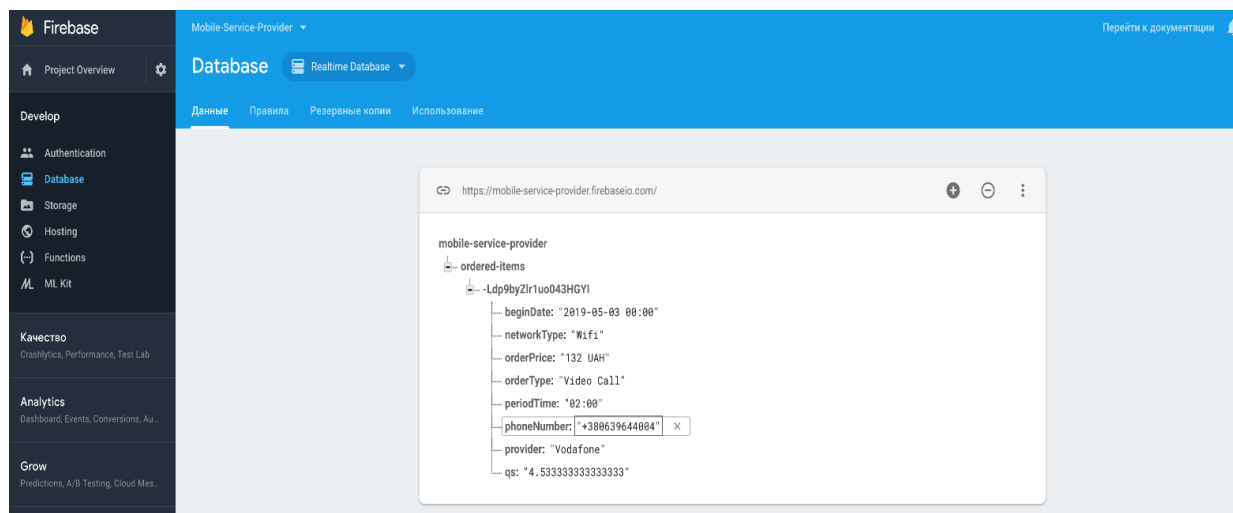 Firebase
Mobile-Service-Provider
Перейти к документации
Project Overview
Database
Realtime Database
Данные
Правила
Резервные копии
Использование
Develop
Authentication
Database
Storage
Hosting
Functions
ML Kit
Качество
Crashlytics, Performance, Test Lab
Analytics
Dashboard, Events, Conversions, Au...
Grow
Predictions, A/B Testing, Cloud Mes...
https://mobile-service-provider.firebaseio.com/
mobile-service-provider
ordered-items
-Ldp9byZlr1uo043HGYI
beginDate: "2019-05-03 00:00"
networkType: "Wifi"
orderPrice: "132 UAH"
orderType: "Video Call"
periodTime: "02:00"
phoneNumber: "+380639644004" X
provider: "Vodafone"
qs: "4.533333333333333"